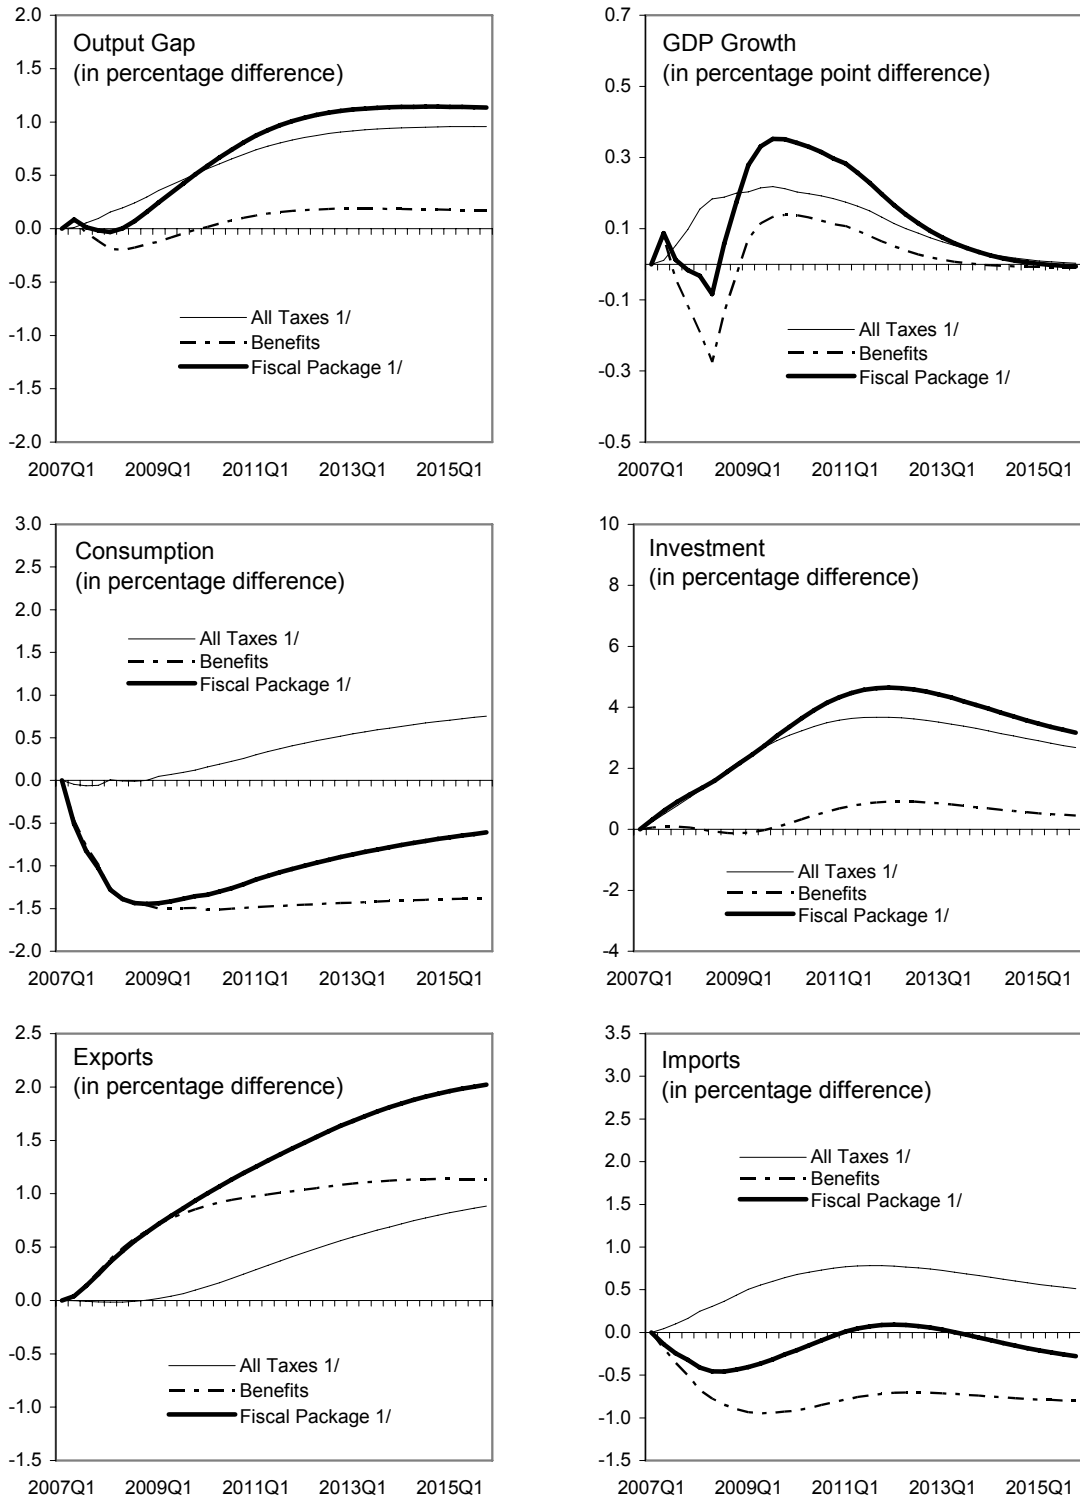 Output Gap
(in percentage difference)
2.0
1.5
1.0
0.5
0.0
-0.5
-1.0
-1.5
-2.0
All Taxes 1/
Benefits
Fiscal Package 1/
2007Q1 2009Q1 2011Q1 2013Q1 2015Q1
GDP Growth
(in percentage point difference)
0.7
0.5
0.3
0.1
-0.1
-0.3
-0.5
All Taxes 1/
Benefits
Fiscal Package 1/
2007Q1 2009Q1 2011Q1 2013Q1 2015Q1
Consumption
(in percentage difference)
3.0
2.5
2.0
1.5
1.0
0.5
0.0
-0.5
-1.0
-1.5
-2.0
All Taxes 1/
Benefits
Fiscal Package 1/
2007Q1 2009Q1 2011Q1 2013Q1 2015Q1
Investment
(in percentage difference)
10
8
6
4
2
0
-2
-4
All Taxes 1/
Benefits
Fiscal Package 1/
2007Q1 2009Q1 2011Q1 2013Q1 2015Q1
Exports
(in percentage difference)
2.5
2.0
1.5
1.0
0.5
0.0
-0.5
-1.0
-1.5
All Taxes 1/
Benefits
Fiscal Package 1/
2007Q1 2009Q1 2011Q1 2013Q1 2015Q1
Imports
(in percentage difference)
3.5
3.0
2.5
2.0
1.5
1.0
0.5
0.0
-0.5
-1.0
-1.5
All Taxes 1/
Benefits
Fiscal Package 1/
2007Q1 2009Q1 2011Q1 2013Q1 2015Q1